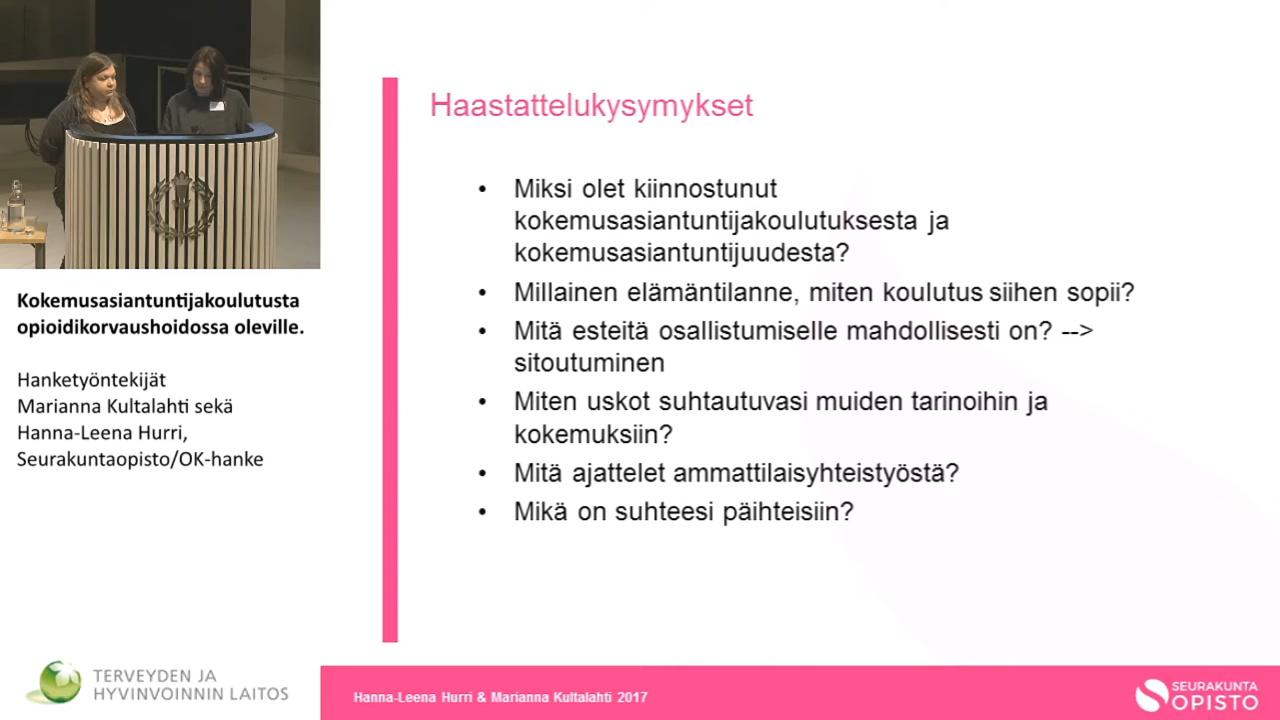 Kokemusasiantuntijakoulutusta
opioidikorvaushoidossa oleville.
Hanketyöntekijät
Marianna Kultalahti sekä
Hanna-Leena Hurri,
Seurakuntaopisto/OK-hanke
TERVEYDEN JA
HYVINVOINNIN LAITOS
Haastattelukysymykset
• Miksi olet kiinnostunut
kokemusasiantuntijakoulutuksesta ja
kokemusasiantuntijuudesta?
• Millainen elämäntilanne, miten koulutus siihen sopii?
• Mitä esteitä osallistumiselle mahdollisesti on? -->
sitoutuminen
• Miten uskot suhtautuvasi muiden tarinoihin ja
kokemuksiin?
• Mitä ajattelet ammattilaisyhteistyöstä?
• Mikä on suhteesi päihteisiin?
Hanna-Leena Hurri & Marianna Kultalahti 2017
SEURAKUNTA
OPISTO